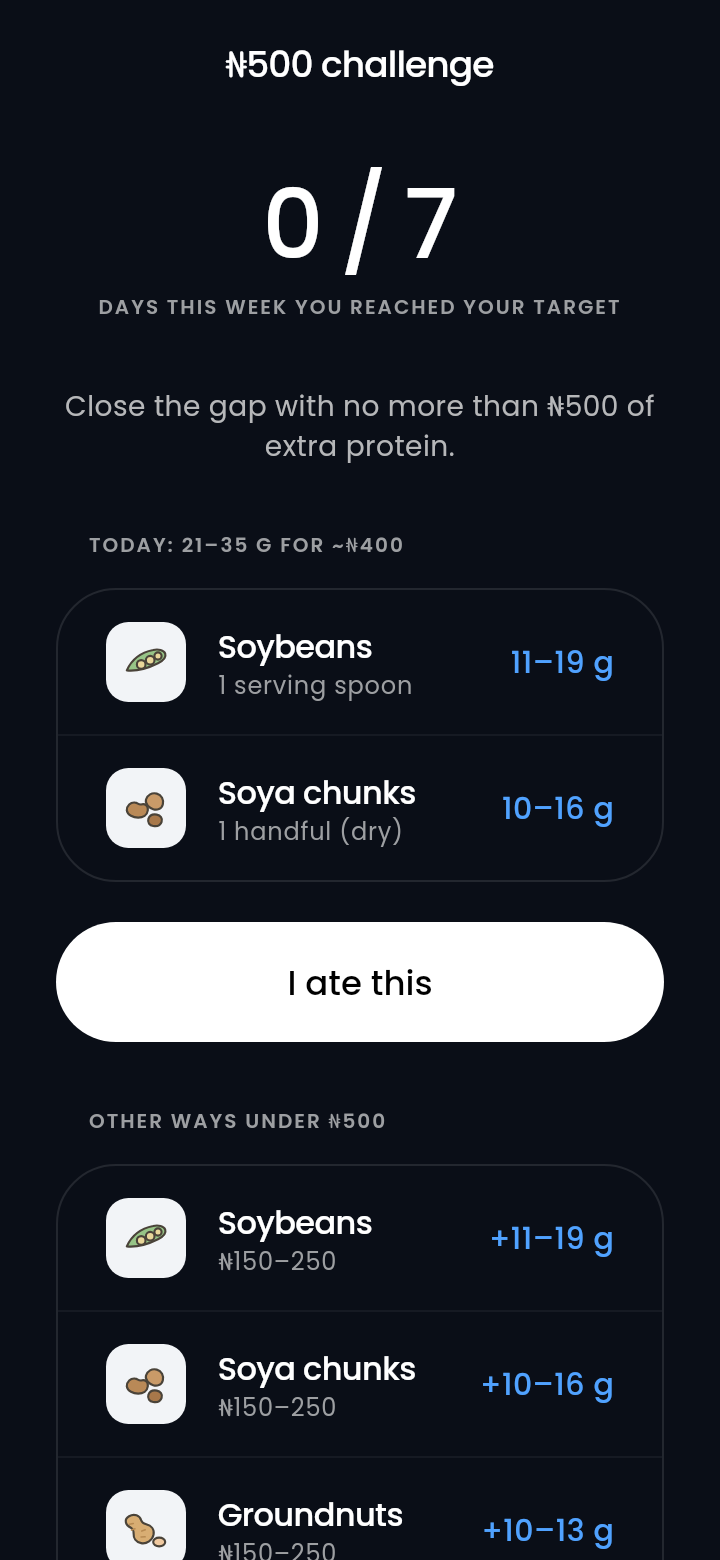 ₦500 challenge
0 / 7
DAYS THIS WEEK YOU REACHED YOUR TARGET
Close the gap with no more than ₦500 of
extra protein.
TODAY: 21–35 G FOR ~₦400
Soybeans
1 serving spoon
11–19 g
Soya chunks
1 handful (dry)
10–16 g
I ate this
OTHER WAYS UNDER ₦500
Soybeans
₦150–250
+11–19 g
Soya chunks
₦150–250
+10–16 g
Groundnuts
₦150–250
+10–13 g